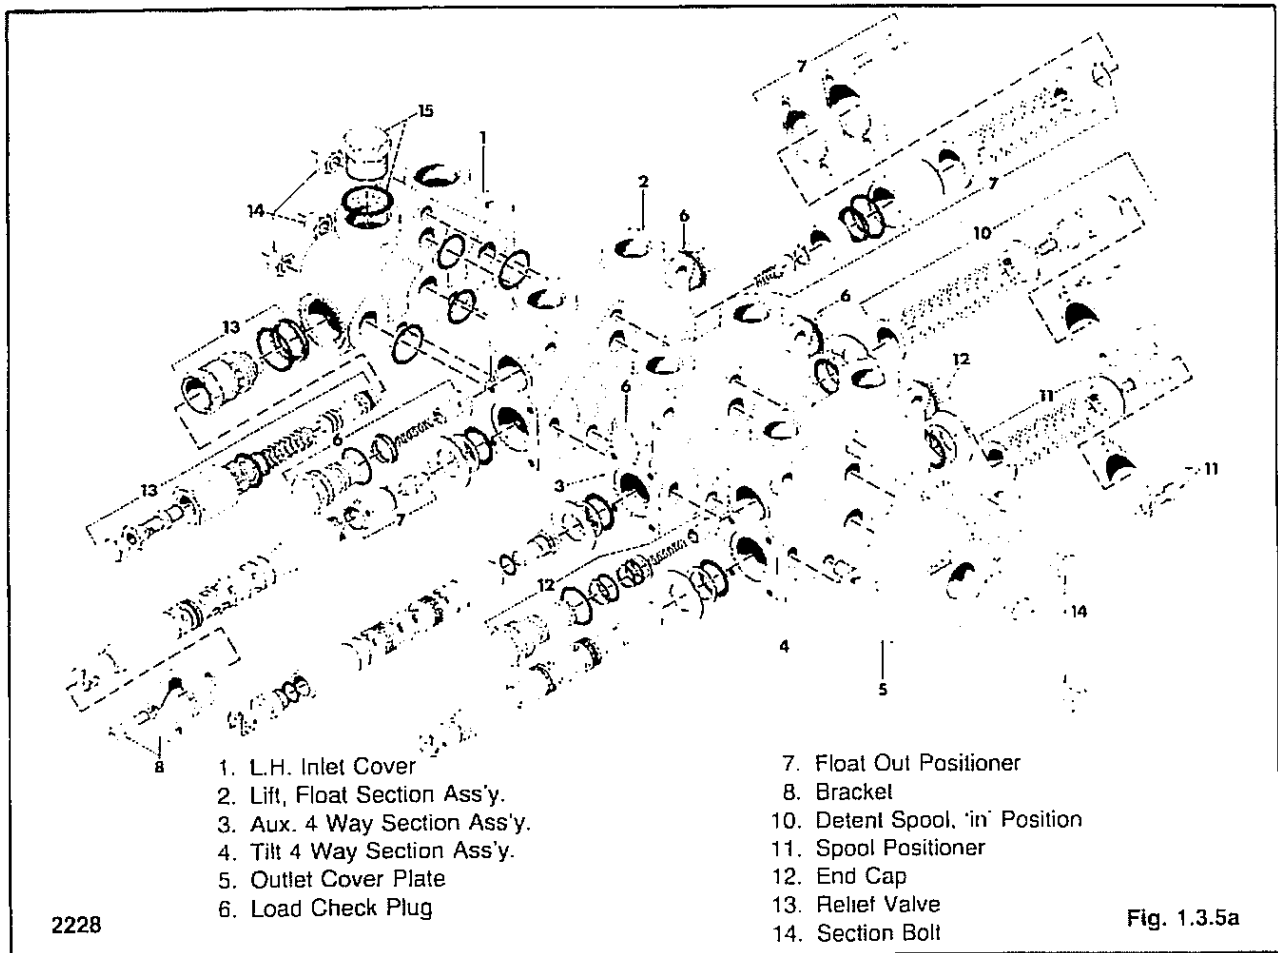 7
15
1
2
6
7
14
10
13
6
12
6
11
6
13
3
11
7
12
14
4
5
8
1. L.H. Inlet Cover
2. Lift, Float Section Ass'y.
3. Aux. 4 Way Section Ass'y.
4. Tilt 4 Way Section Ass'y.
5. Outlet Cover Plate
6. Load Check Plug
7. Float Out Positioner
8. Bracket
10. Detent Spool, 'in' Position
11. Spool Positioner
12. End Cap
13. Relief Valve
14. Section Bolt
2228
Fig. 1.3.5a